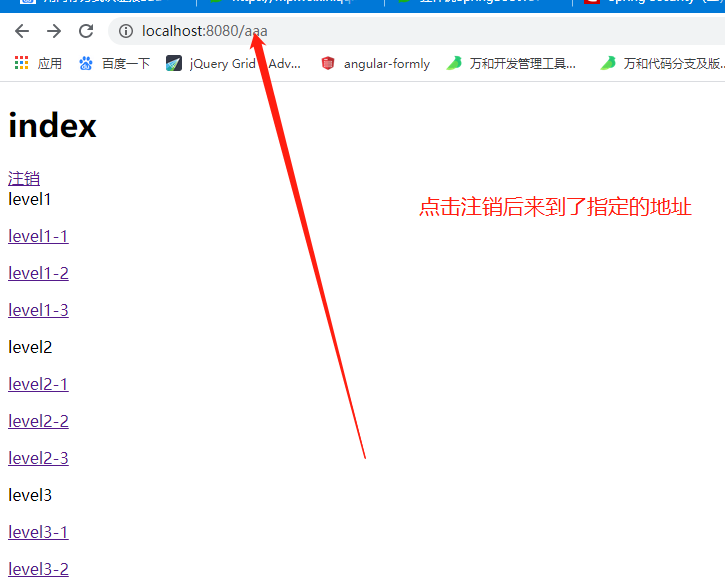 localhost:8080/aaa
应用 百度一下 jQuery Grid Adv... angular-formly 万和开发管理工具... 万和代码分支及版...
index
注销
level1
点击注销后来到了指定的地址
level1-1
level1-2
level1-3
level2
level2-1
level2-2
level2-3
level3
level3-1
level3-2